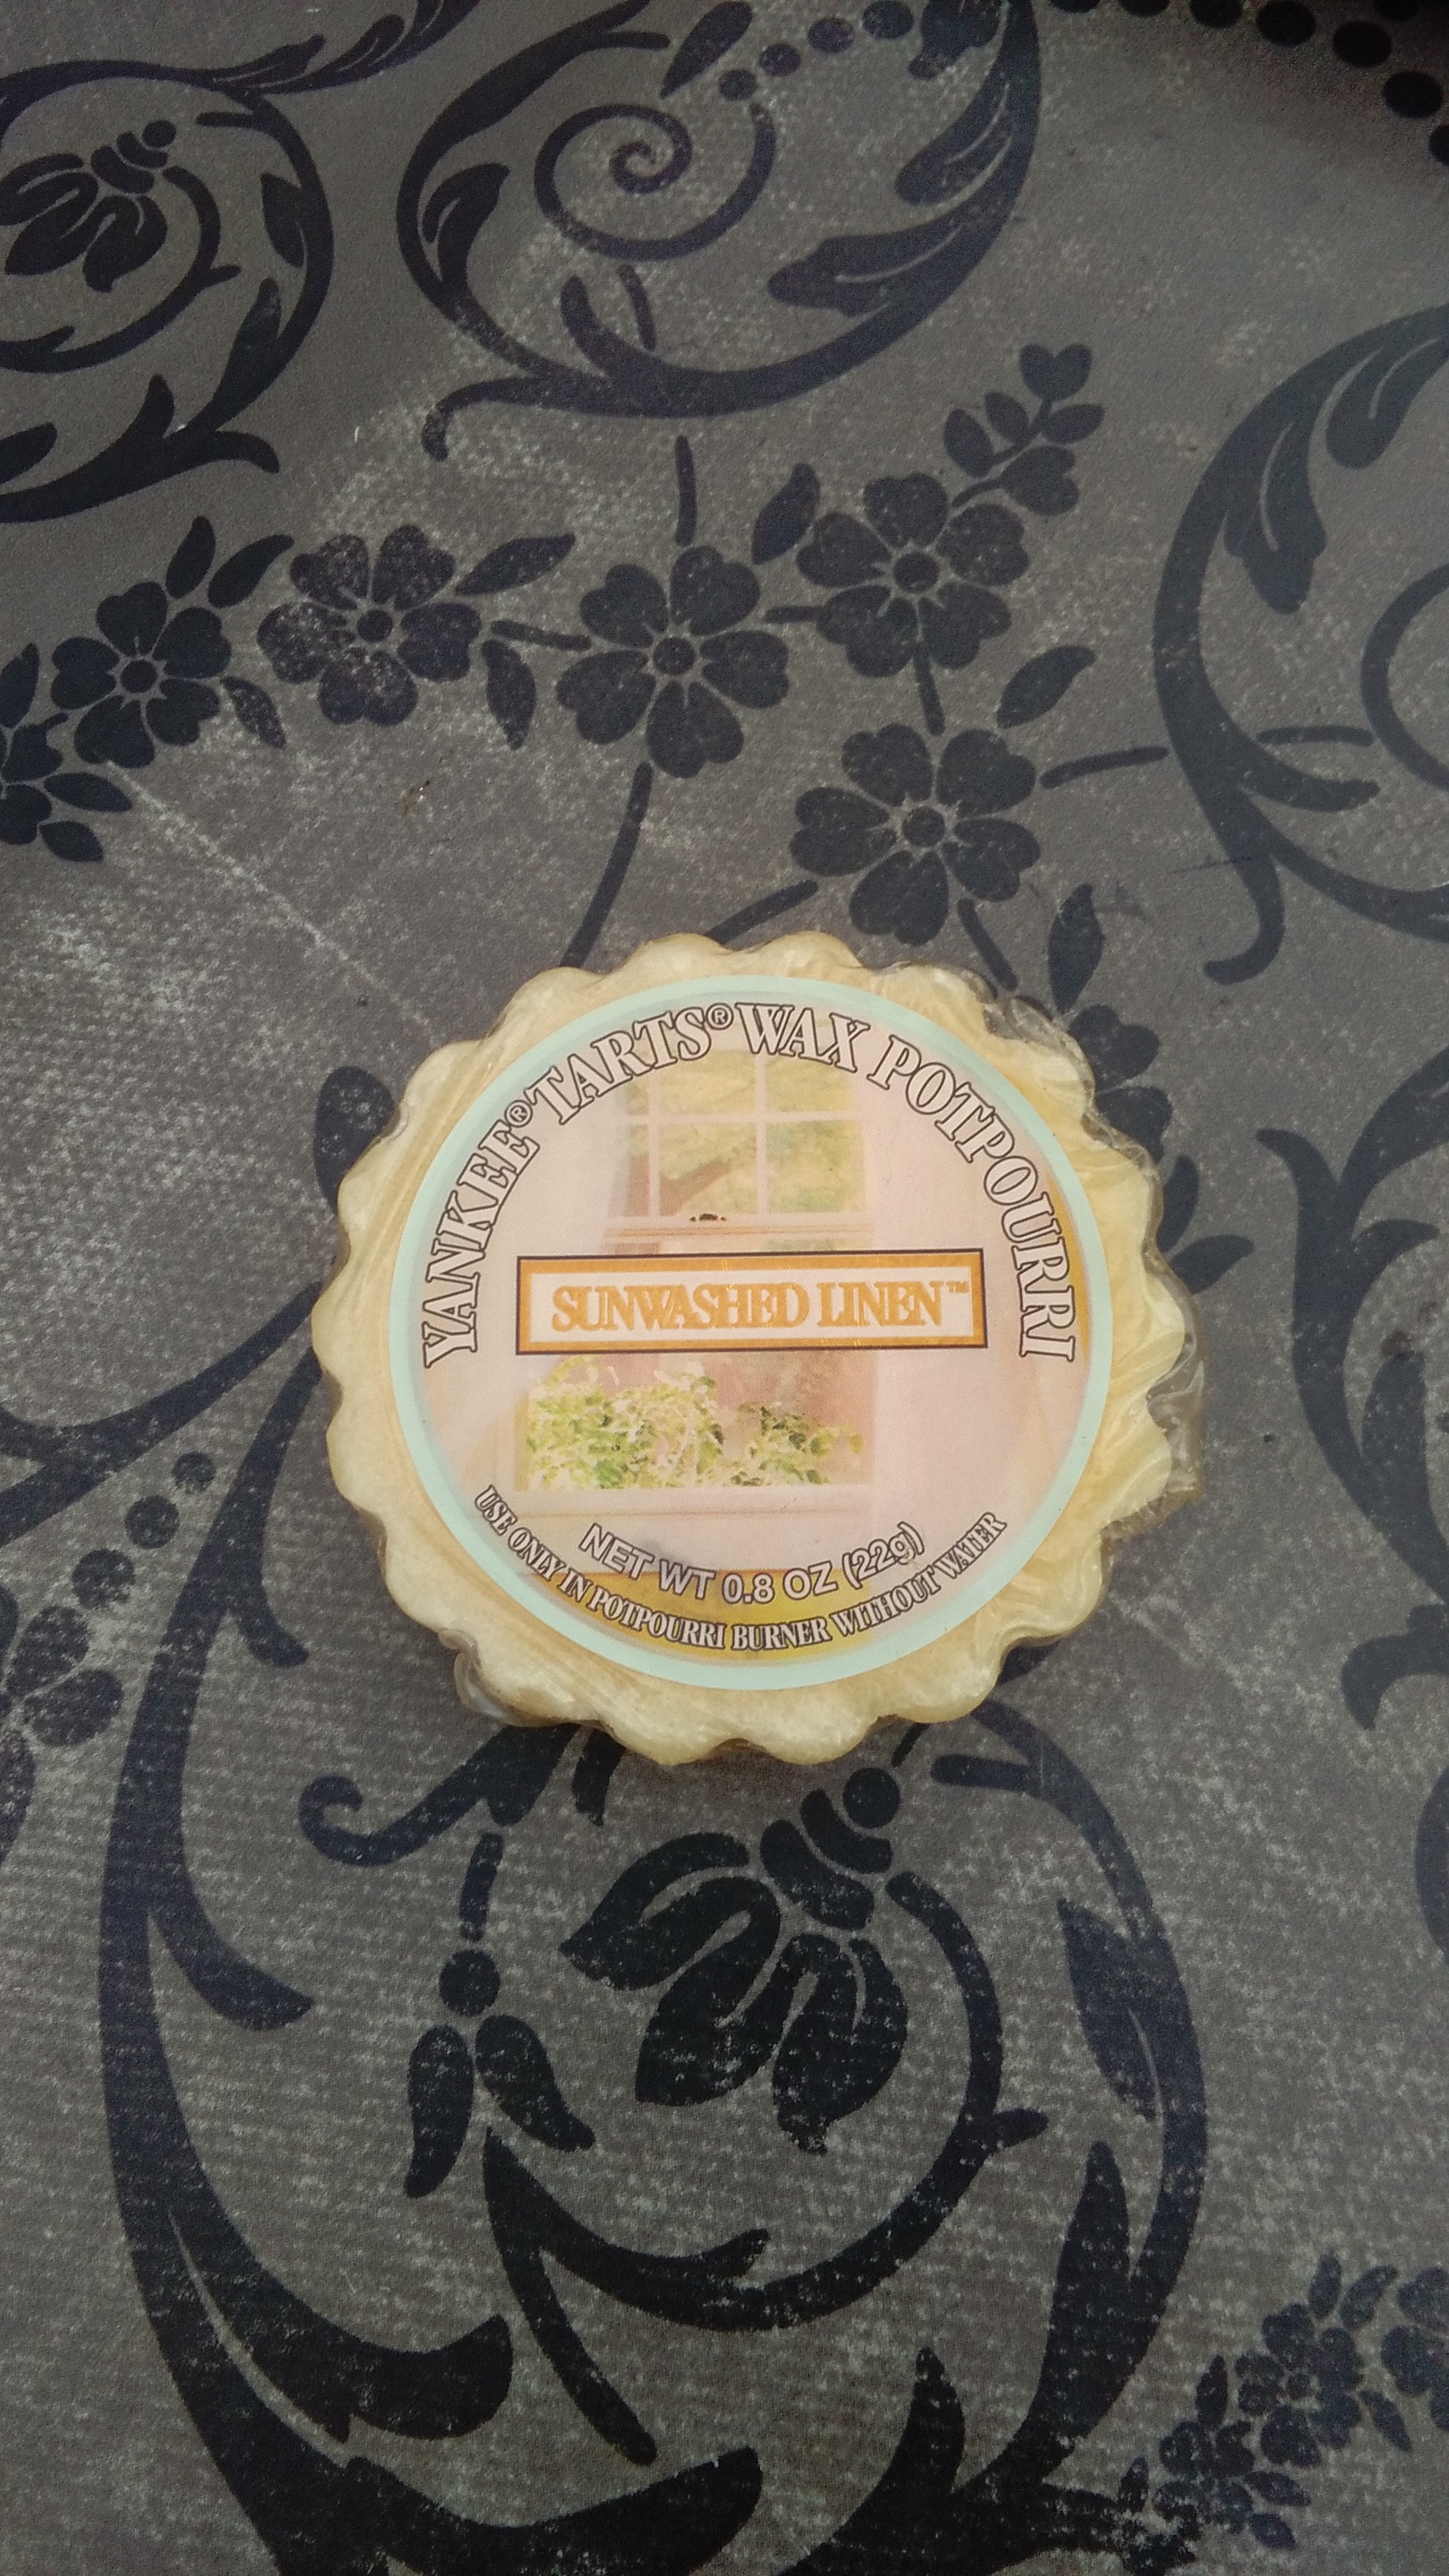 YANKEE® TARTS® WAX POTPOURRI
SUNWASHED LINEN™
NET WT 0.8 OZ (22g)
USE ONLY IN POTPOURRI BURNER WITHOUT WATER